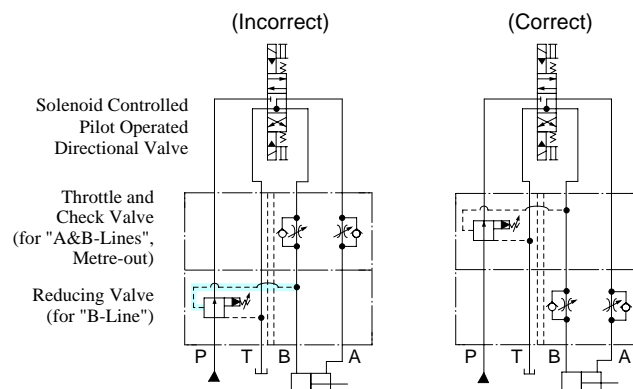 (Incorrect)
(Correct)
Solenoid Controlled
Pilot Operated
Directional Valve
Throttle and
Check Valve
(for "A&B-Lines",
Metre-out)
Reducing Valve
(for "B-Line")
P T B A
P T B A